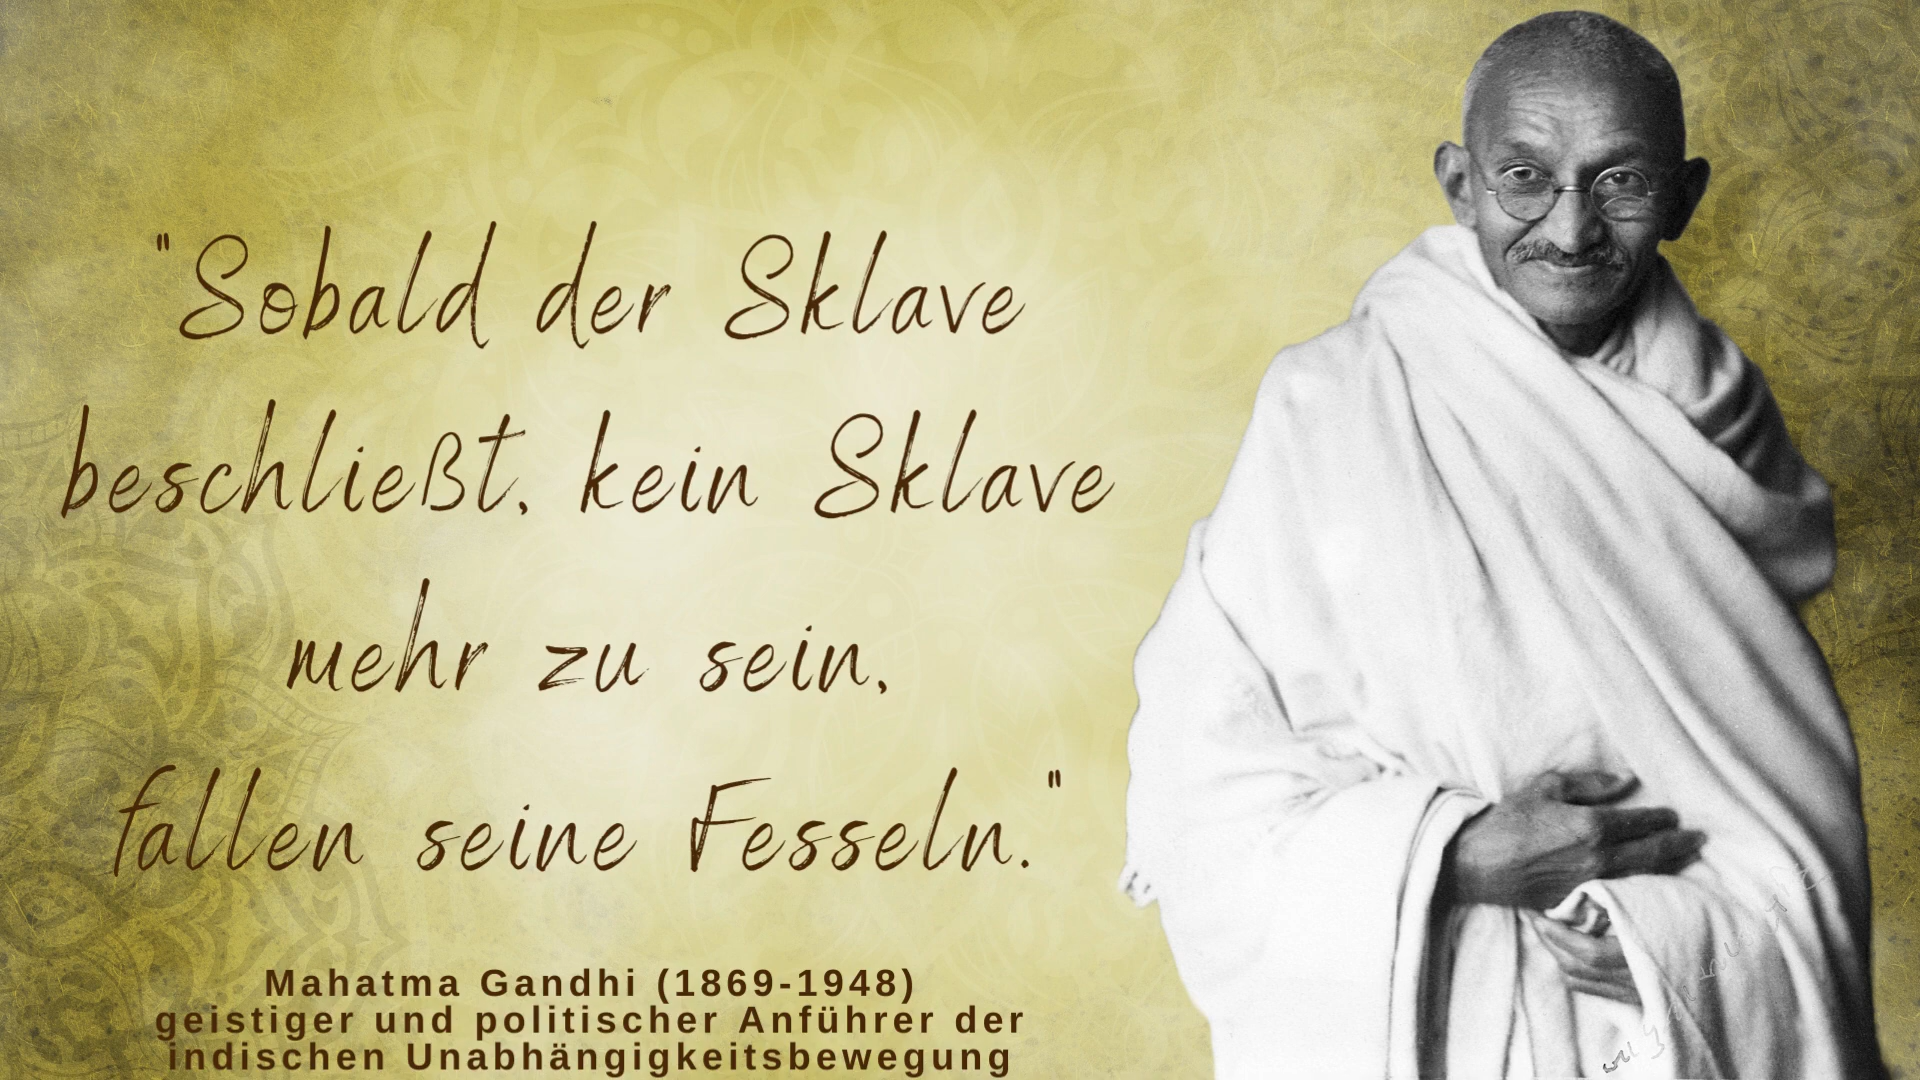 "Sobald der Sklave
beschließt, kein Sklave
mehr zu sein,
fallen seine Fesseln."
Mahatma Gandhi (1869-1948)
geistiger und politischer Anführer der
indischen Unabhängigkeitsbewegung